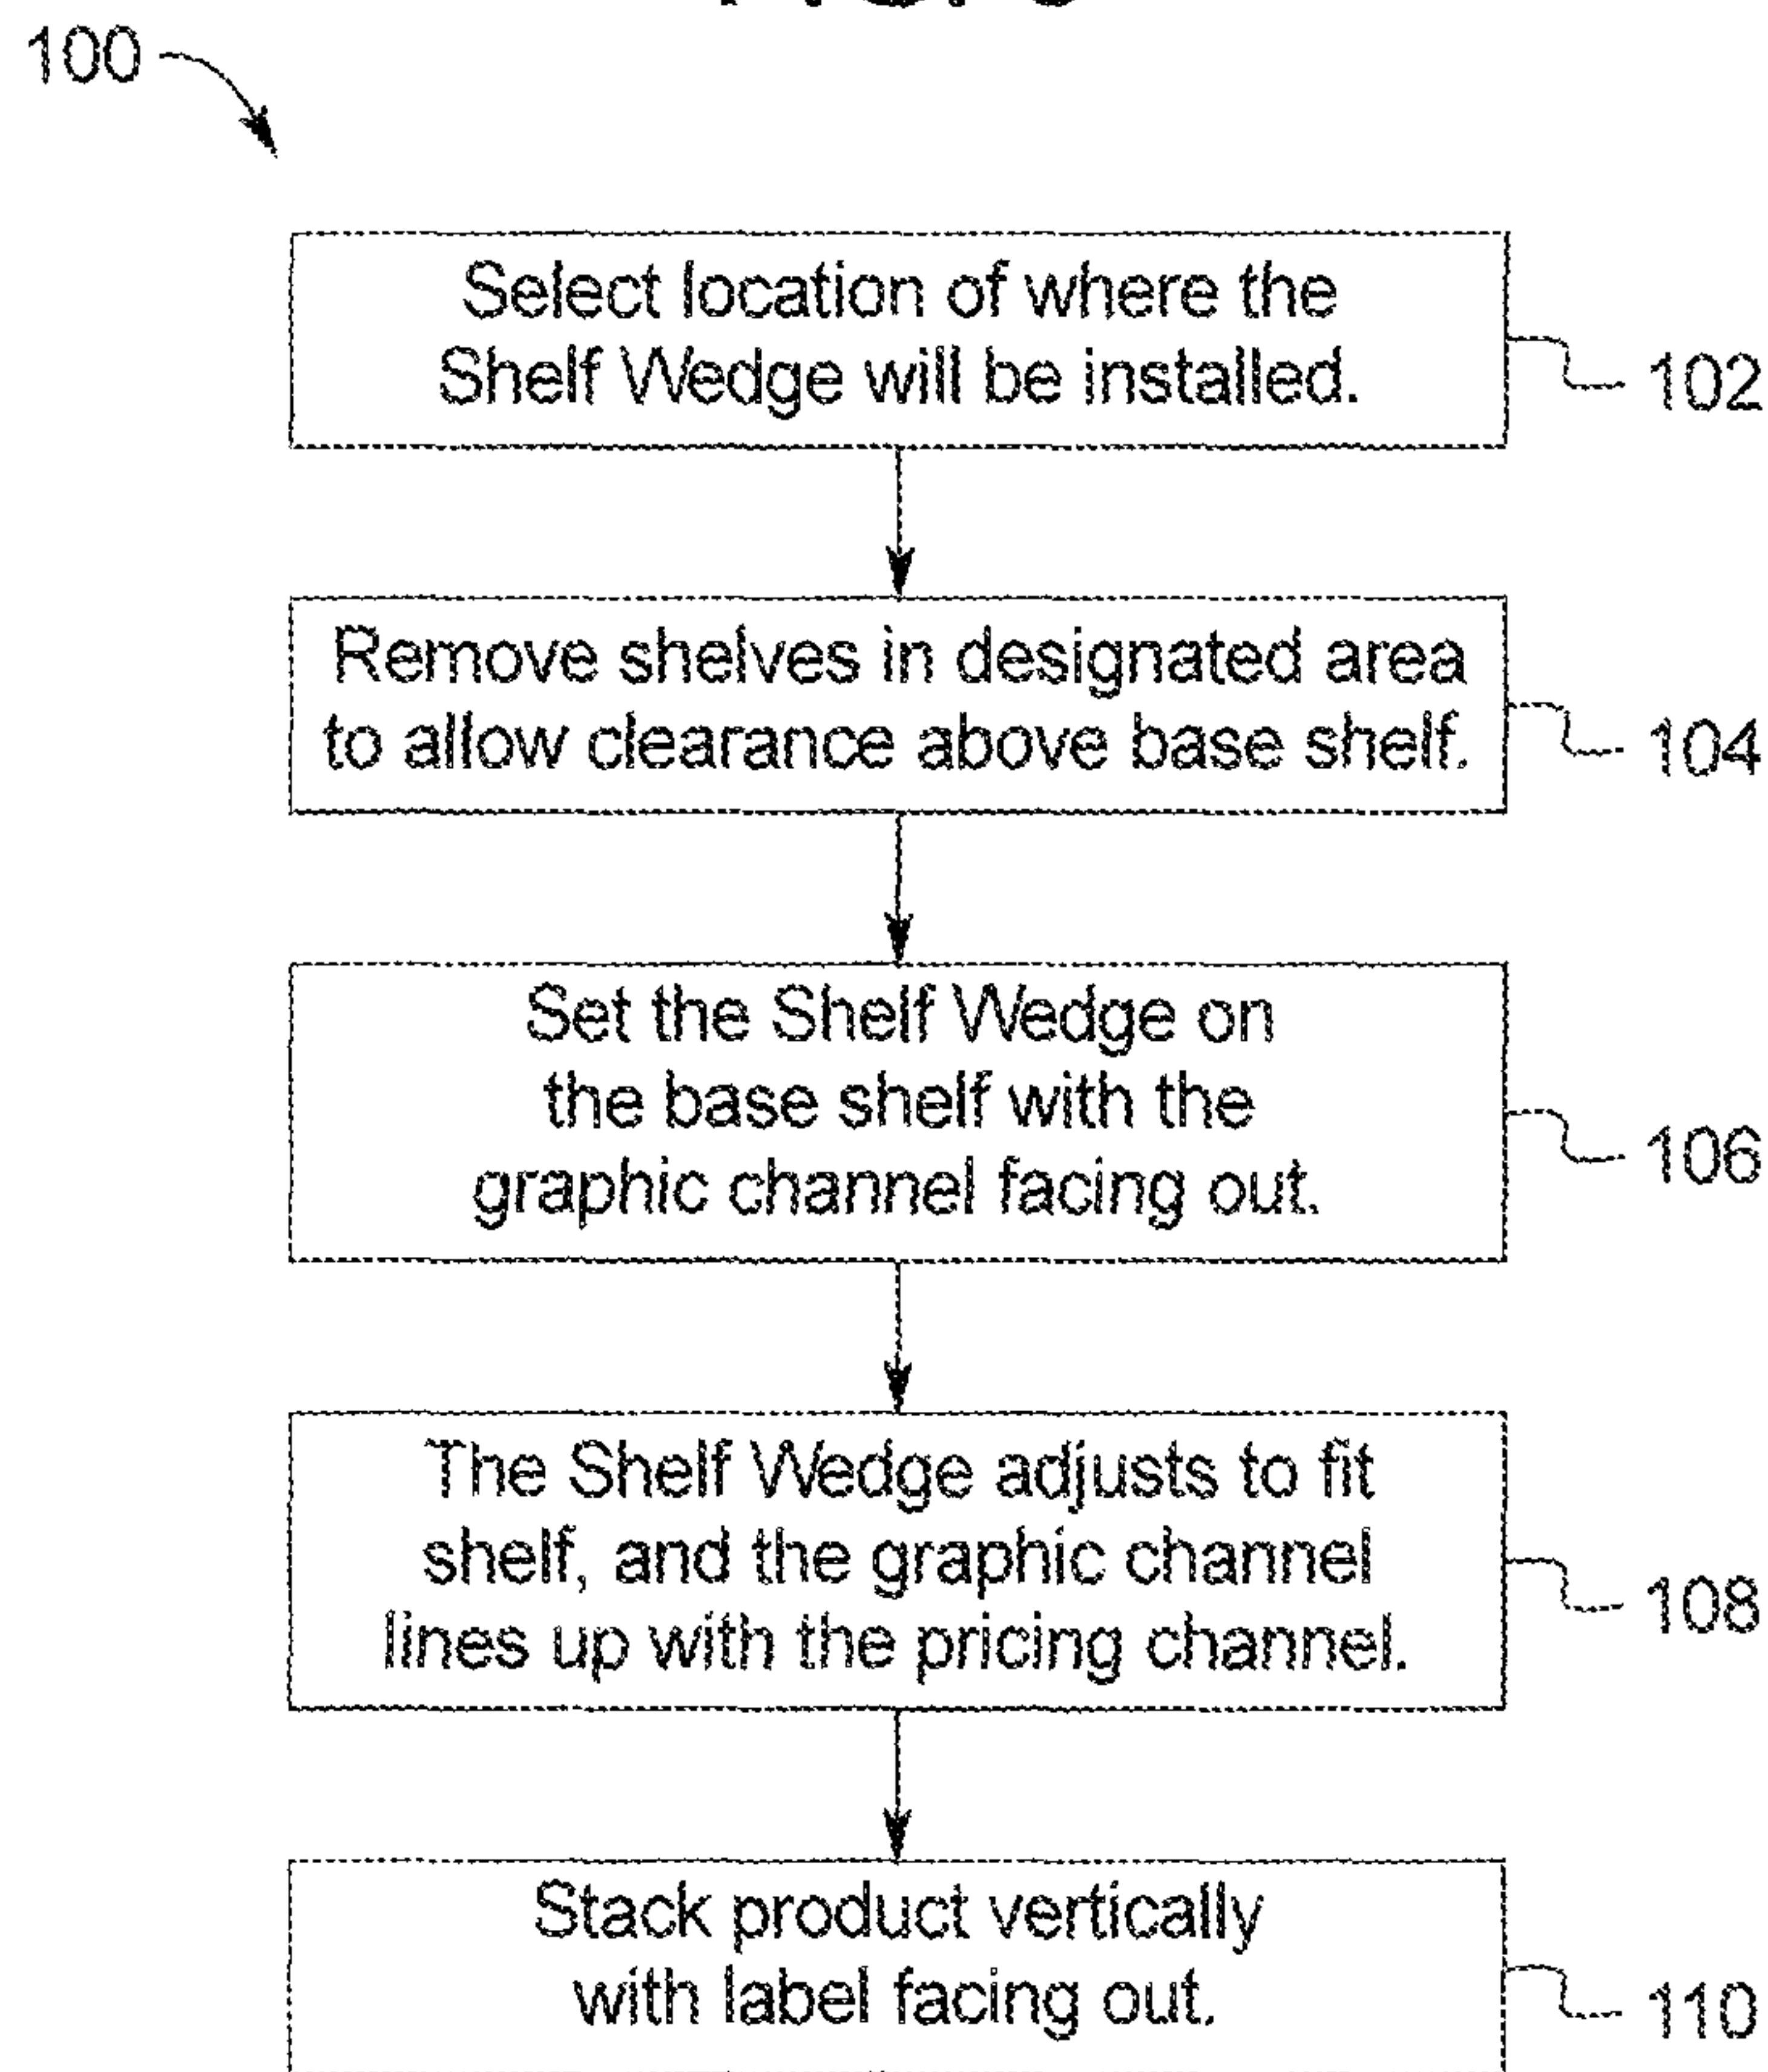 100
Select location of where the
Shelf Wedge will be installed.
102
Remove shelves in designated area
to allow clearance above base shelf.
104
Set the Shelf Wedge on
the base shelf with the
graphic channel facing out.
106
The Shelf Wedge adjusts to fit
shelf, and the graphic channel
lines up with the pricing channel.
108
Stack product vertically
with label facing out.
110